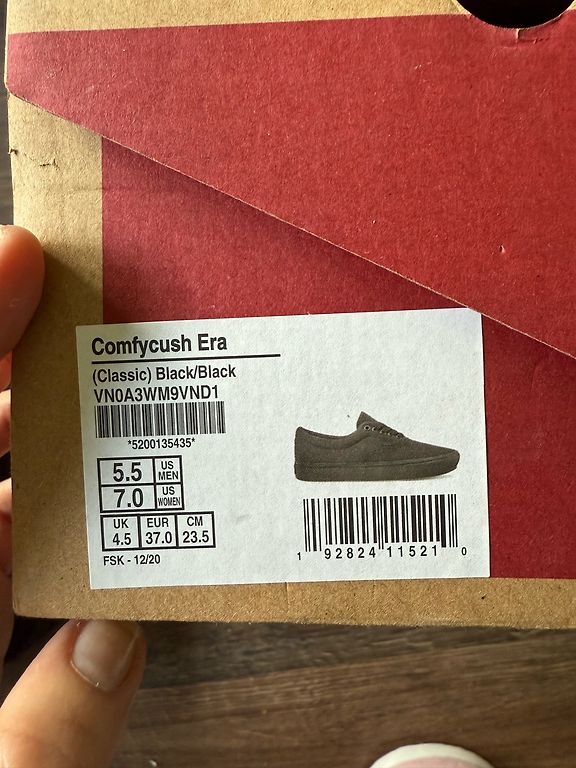 Comfycush Era
(Classic) Black/Black
VN0A3WM9VND1
*5200135435*
5.5 US MEN
7.0 US WOMEN
UK EUR CM
4.5 37.0 23.5
FSK - 12/20
1 92824 11521 0